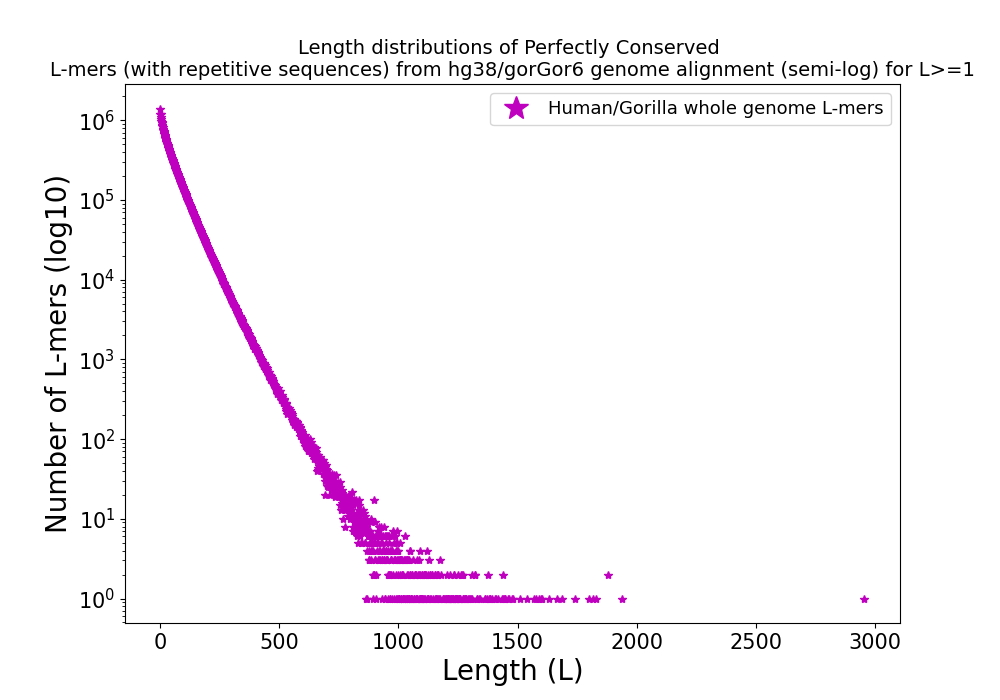 Length distributions of Perfectly Conserved
L-mers (with repetitive sequences) from hg38/gorGor6 genome alignment (semi-log) for L>=1
Human/Gorilla whole genome L-mers
Number of L-mers (log10)
10^6
10^5
10^4
10^3
10^2
10^1
10^0
0 500 1000 1500 2000 2500 3000
Length (L)